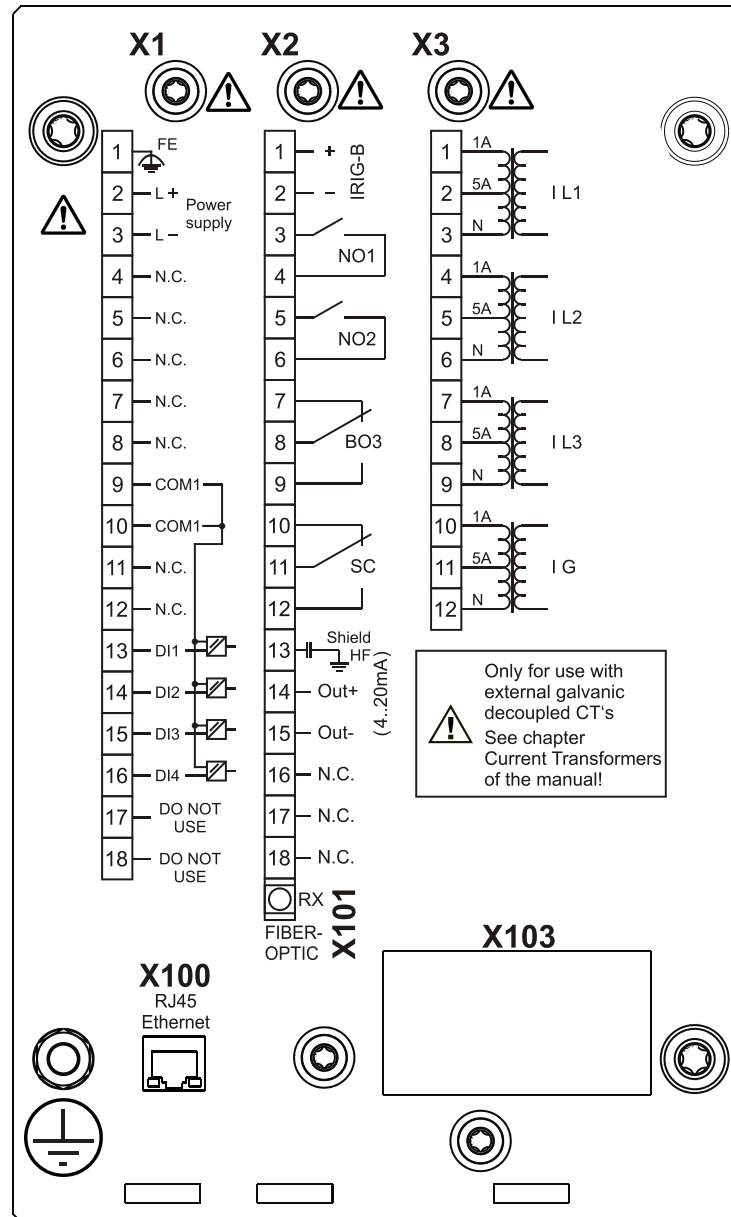 X1
X2
X3
1 FE
2 L+
3 L–
Power
supply
4 N.C.
5 N.C.
6 N.C.
7 N.C.
8 N.C.
9 COM1
10 COM1
11 N.C.
12 N.C.
13 DI1
14 DI2
15 DI3
16 DI4
17 DO NOT
USE
18 DO NOT
USE
1 +
2 –
IRIG-B
3
4
NO1
5
6
NO2
7
8 BO3
9
10
11 SC
12
13 Shield
HF
14 Out+
15 Out-
(4..20mA)
16 N.C.
17 N.C.
18 N.C.
RX
FIBER-
OPTIC
X101
1 1A
2 5A I L1
3 N
4 1A
5 5A I L2
6 N
7 1A
8 5A I L3
9 N
10 1A
11 5A I G
12 N
Only for use with
external galvanic
decoupled CT‘s
See chapter
Current Transformers
of the manual!
X100
RJ45
Ethernet
X103